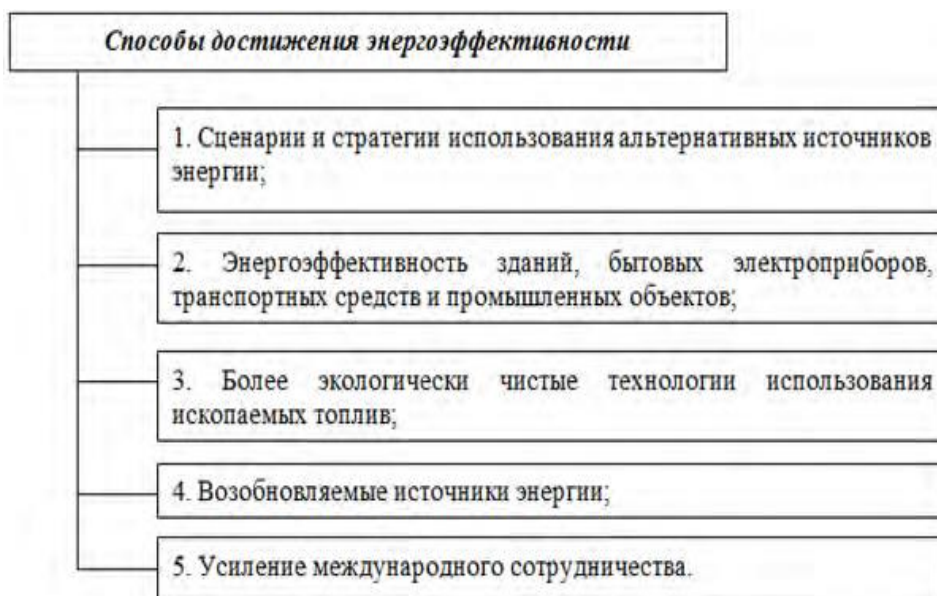 Способы достижения энергоэффективности
1. Сценарии и стратегии использования альтернативных источников
энергии;
2. Энергоэффективность зданий, бытовых электроприборов,
транспортных средств и промышленных объектов;
3. Более экологически чистые технологии использования
ископаемых топлив;
4. Возобновляемые источники энергии;
5. Усиление международного сотрудничества.